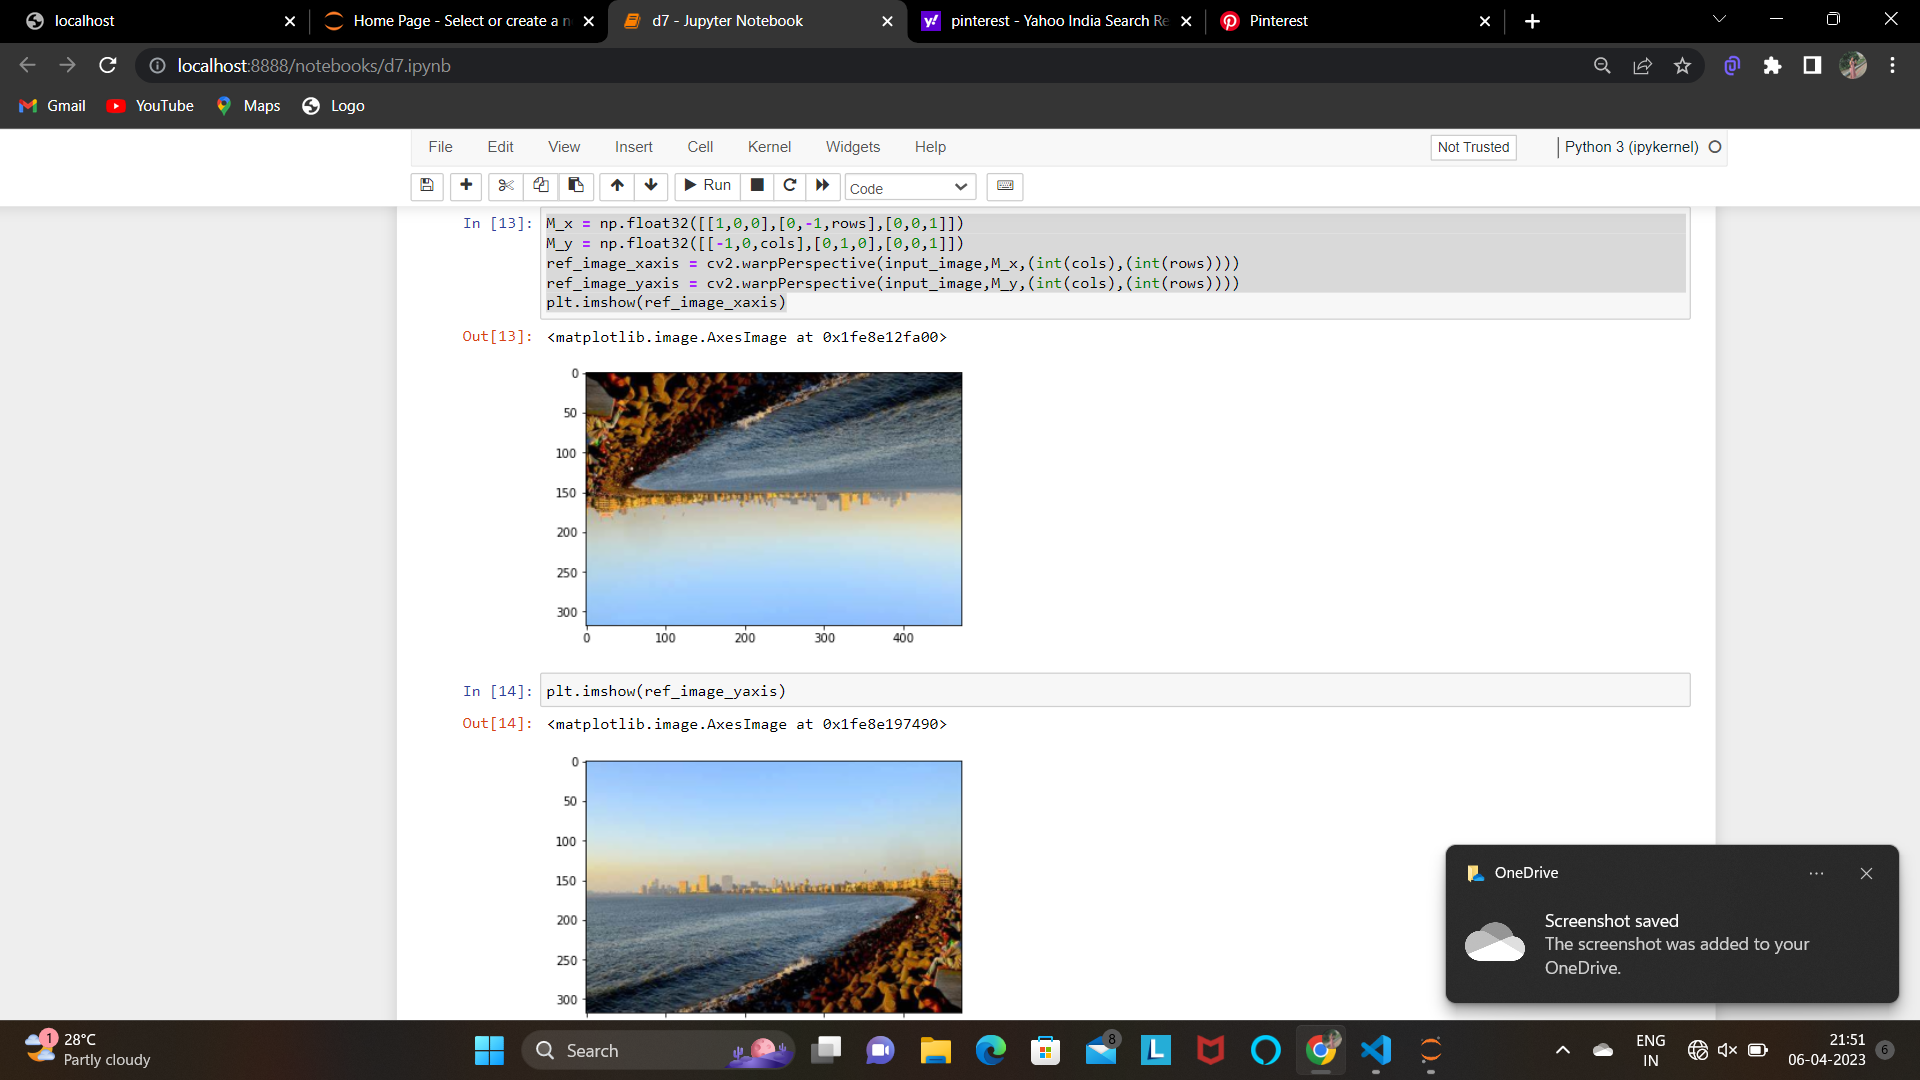 localhost
Home Page - Select or create a n
d7 - Jupyter Notebook
pinterest - Yahoo India Search Re
Pinterest
localhost:8888/notebooks/d7.ipynb
Gmail
YouTube
Maps
Logo
File
Edit
View
Insert
Cell
Kernel
Widgets
Help
Not Trusted
Python 3 (ipykernel)
Run
Code
In [13]:
M_x = np.float32([[1,0,0],[0,-1,rows],[0,0,1]])
M_y = np.float32([[-1,0,cols],[0,1,0],[0,0,1]])
ref_image_xaxis = cv2.warpPerspective(input_image,M_x,(int(cols),(int(rows))))
ref_image_yaxis = cv2.warpPerspective(input_image,M_y,(int(cols),(int(rows))))
plt.imshow(ref_image_xaxis)
Out[13]: <matplotlib.image.AxesImage at 0x1fe8e12fa00>
0
50
100
150
200
250
300
0 100 200 300 400
In [14]: plt.imshow(ref_image_yaxis)
Out[14]: <matplotlib.image.AxesImage at 0x1fe8e197490>
0
50
100
150
200
250
300
OneDrive
Screenshot saved
The screenshot was added to your
OneDrive.
1
28°C
Partly cloudy
Search
8
L
ENG
IN
21:51
06-04-2023
6